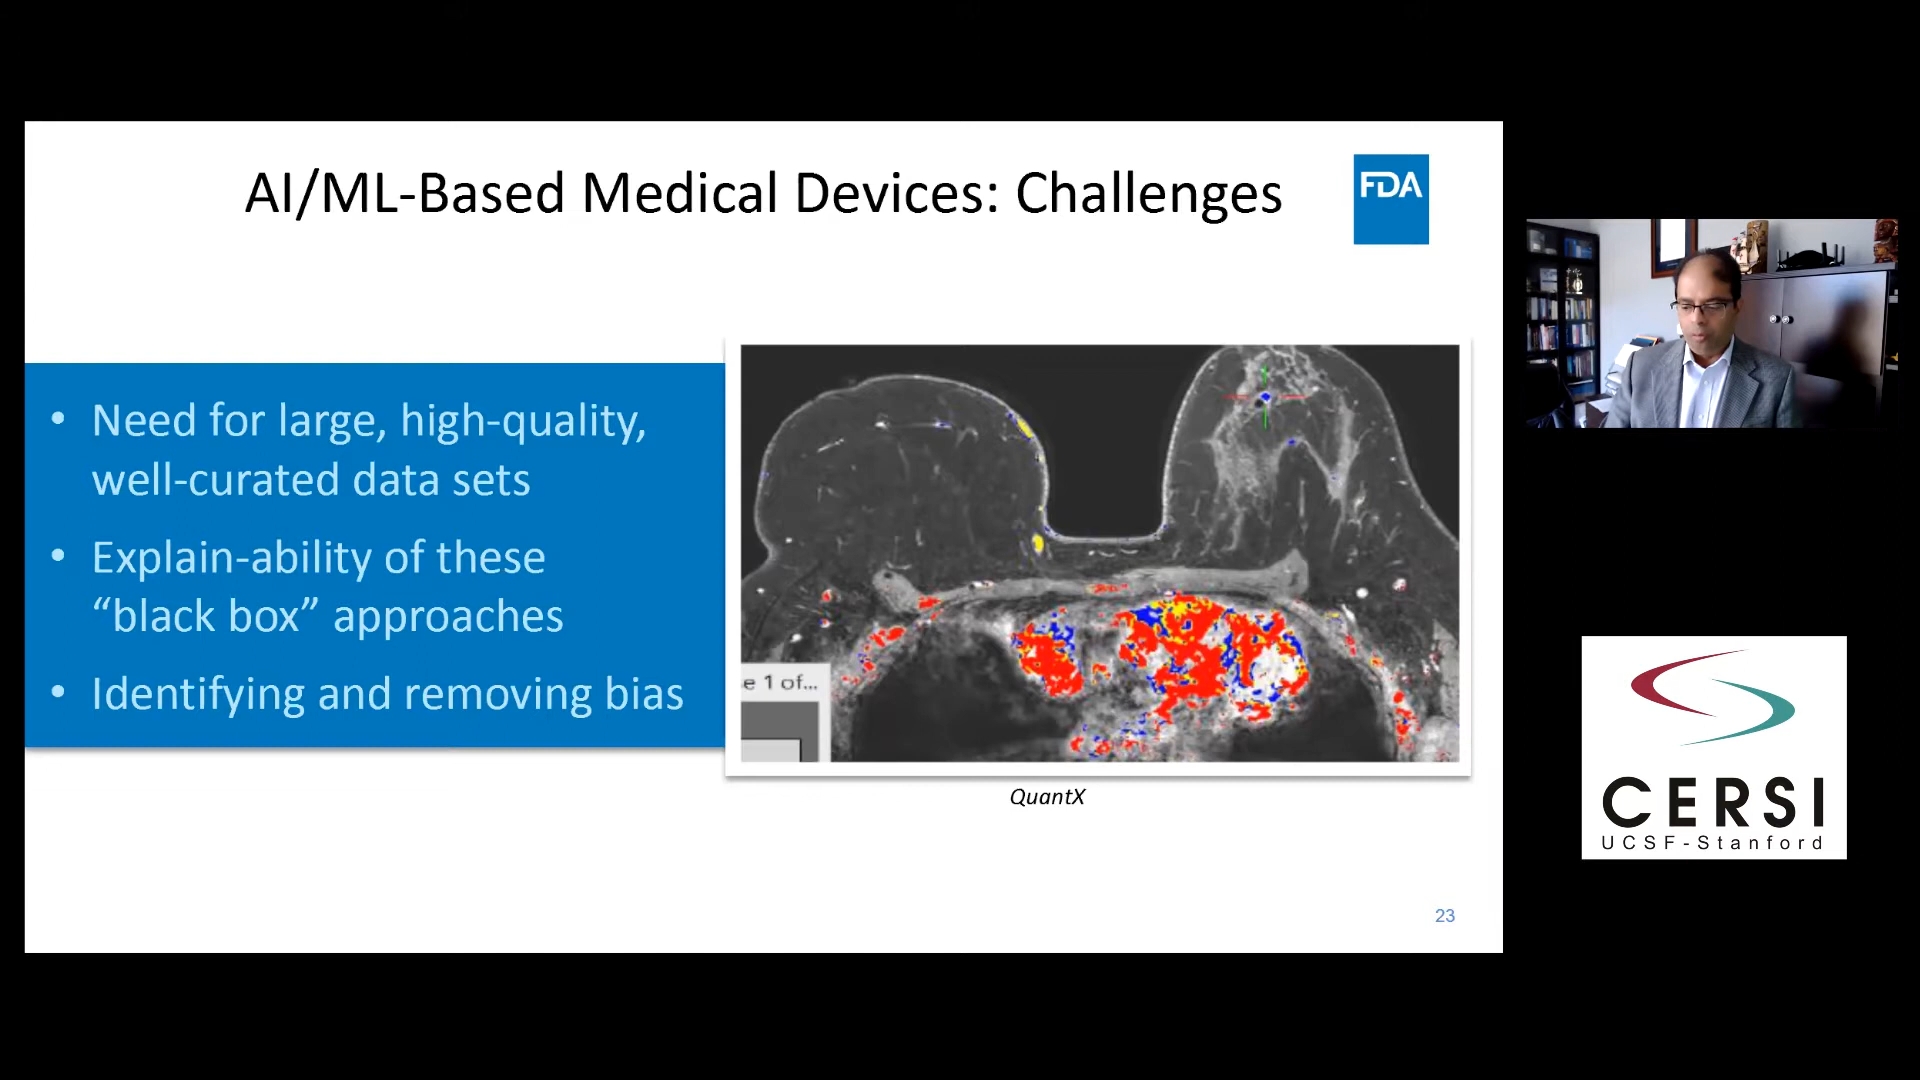 AI/ML-Based Medical Devices: Challenges
FDA
• Need for large, high-quality,
well-curated data sets
• Explain-ability of these
“black box” approaches
• Identifying and removing bias
e 1 of...
QuantX
23
CERSI
UCSF-Stanford